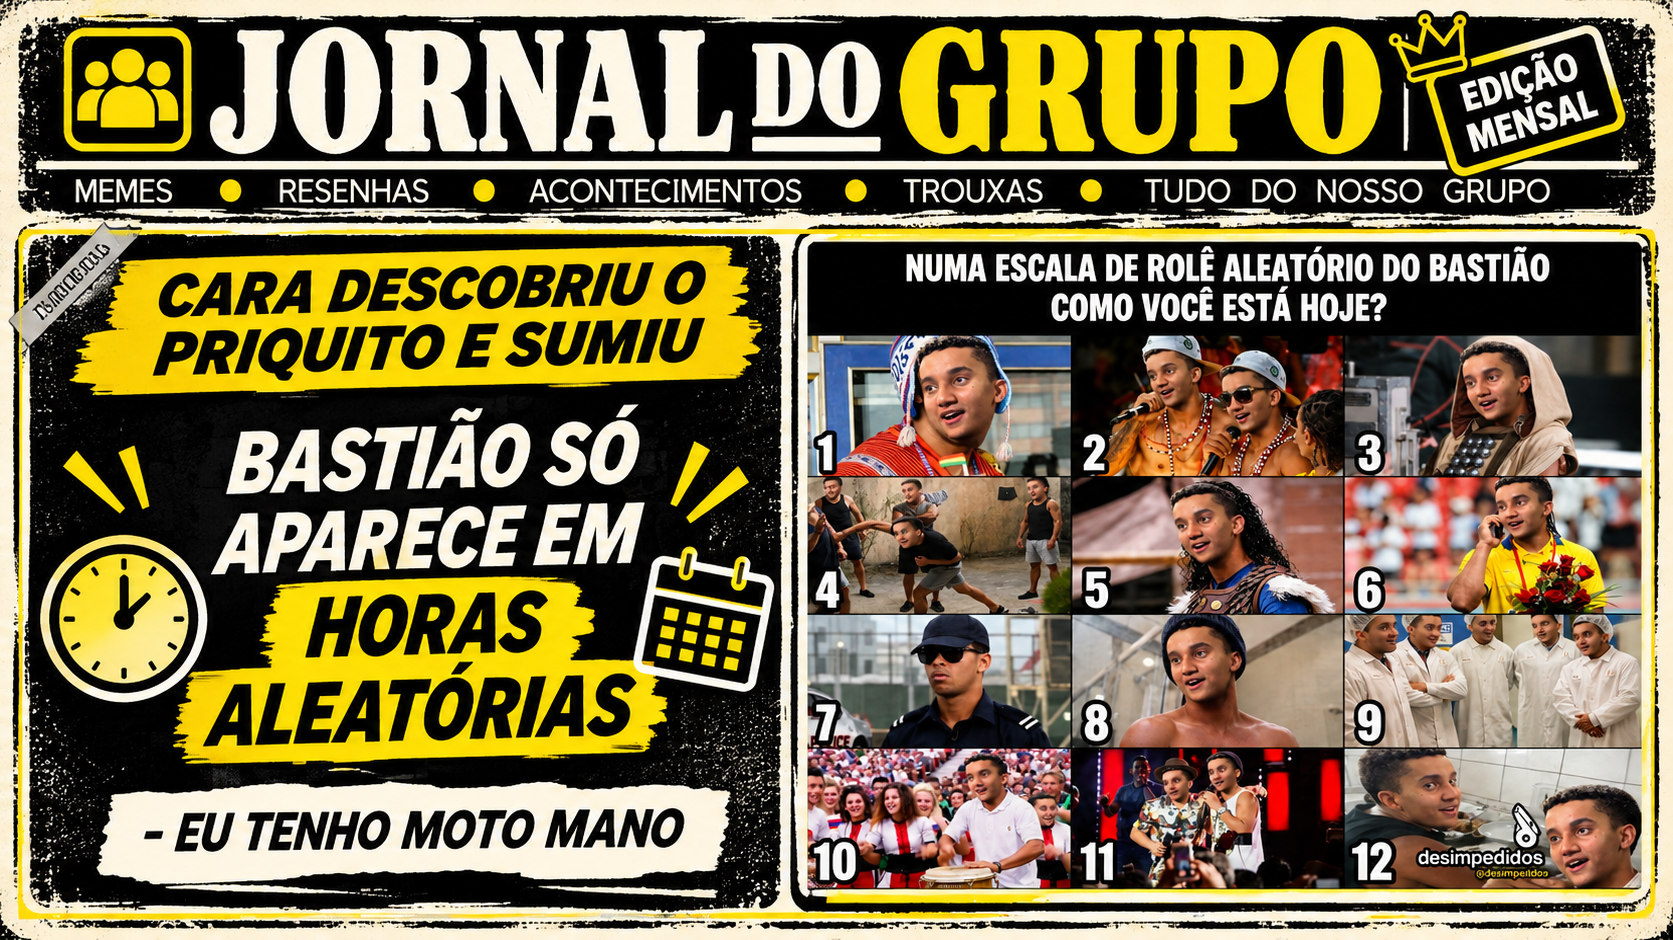 JORNAL DO GRUPO
EDIÇÃO
MENSAL
MEMES • RESENHAS • ACONTECIMENTOS • TROUXAS • TUDO DO NOSSO GRUPO
CARA DESCOBRIU O
PRIQUITO E SUMIU
BASTIÃO SÓ
APARECE EM
HORAS
ALEATÓRIAS
- EU TENHO MOTO MANO
NUMA ESCALA DE ROLÊ ALEATÓRIO DO BASTIÃO
COMO VOCÊ ESTÁ HOJE?
1
2
3
4
5
6
7
8
9
10
11
12
desimpedidos
@desimpedidos